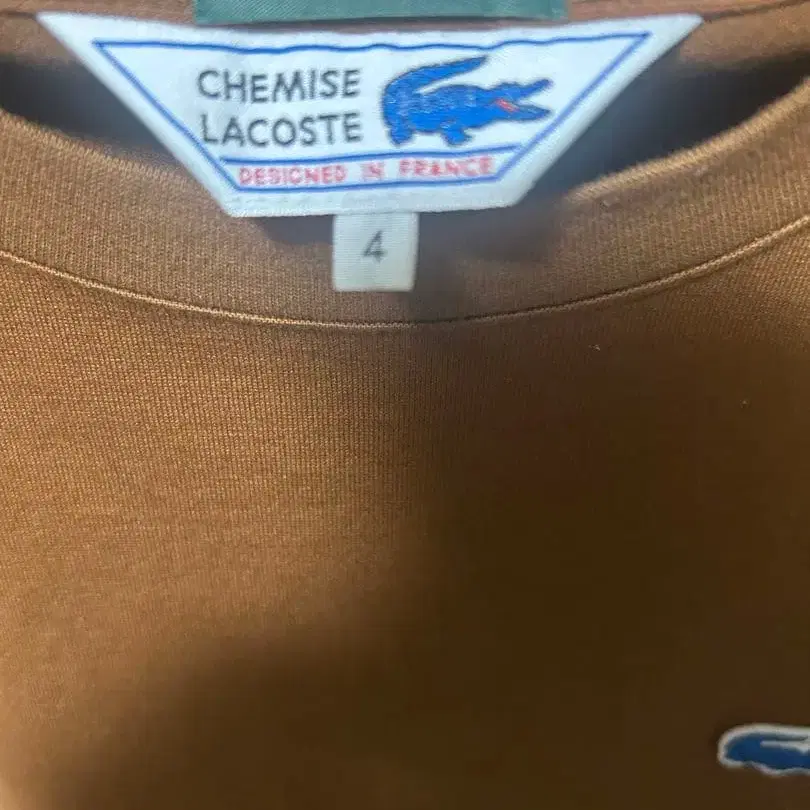 CHEMISE
LACOSTE
DESIGNED IN FRANCE
4